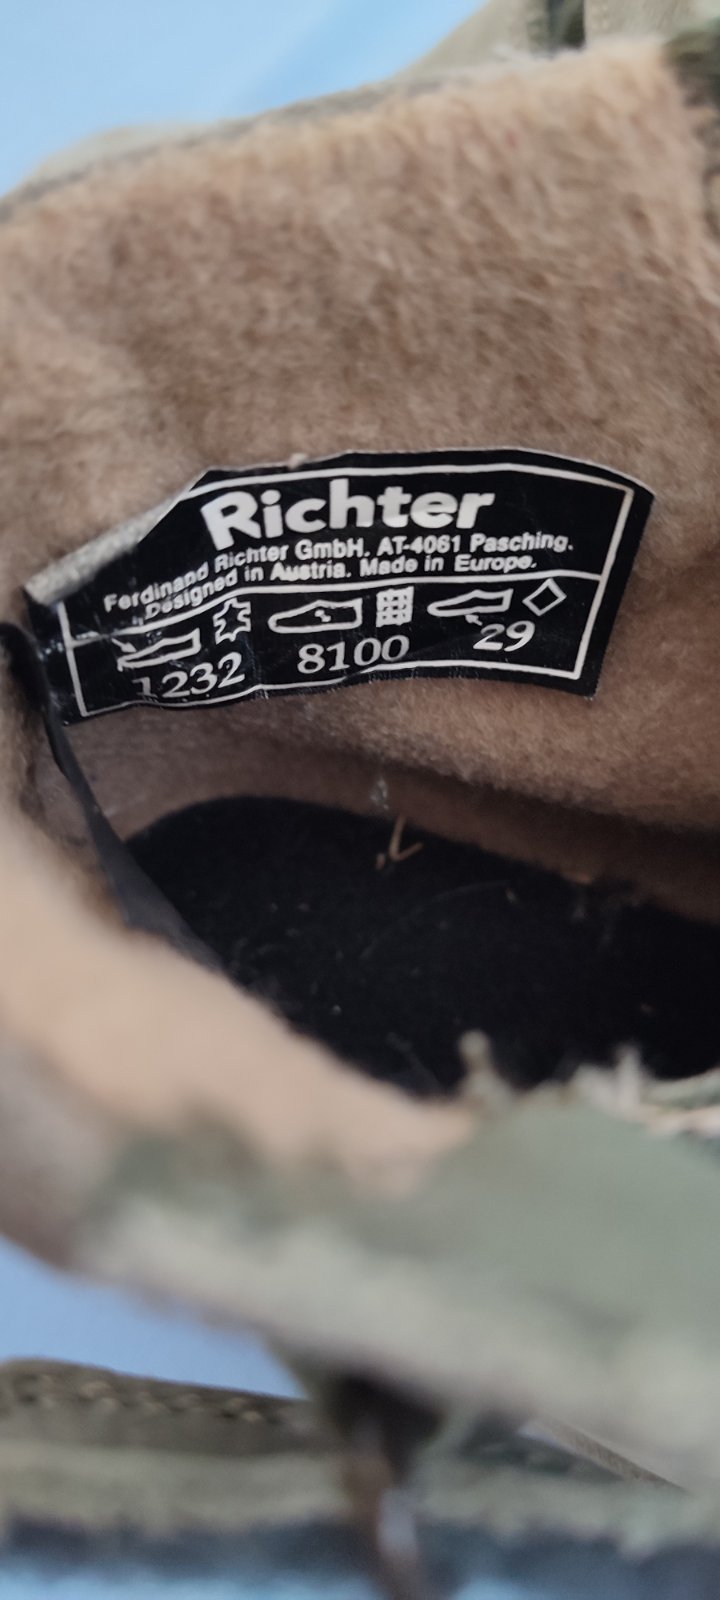 Richter
Ferdinand Richter GmbH. AT-4061 Pasching.
Designed in Austria. Made in Europe.
1232 8100 29